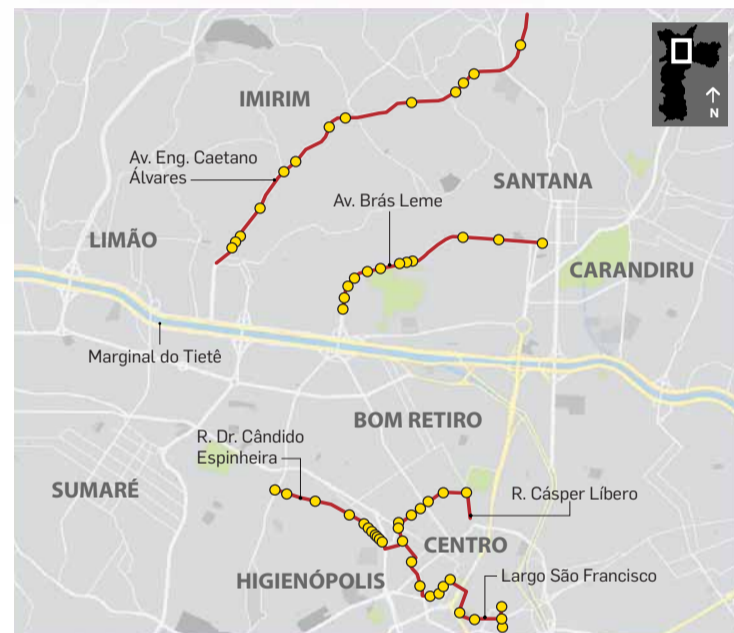 IMIRIM
N
Av. Eng. Caetano
Álvares
SANTANA
Av. Brás Leme
LIMÃO
CARANDIRU
Marginal do Tietê
BOM RETIRO
R. Dr. Cândido
Espinheira
SUMARÉ
R. Cásper Líbero
CENTRO
HIGIENÓPOLIS
Largo São Francisco